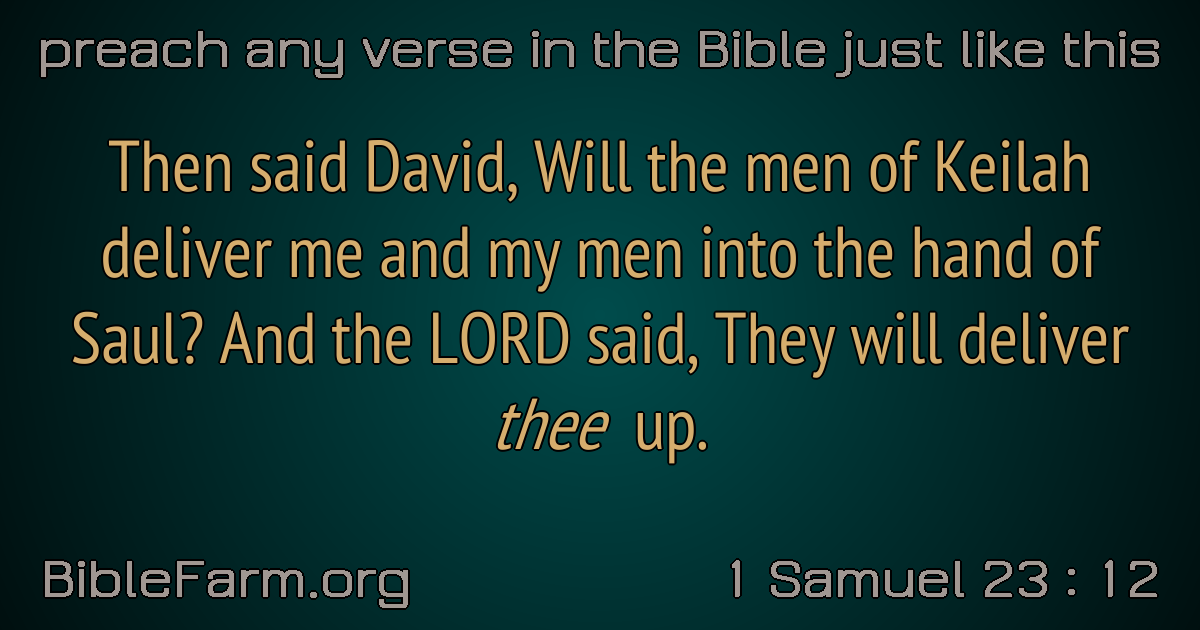 preach any verse in the Bible just like this
Then said David, Will the men of Keilah
deliver me and my men into the hand of
Saul? And the LORD said, They will deliver
thee up.
BibleFarm.org
1 Samuel 23 : 12